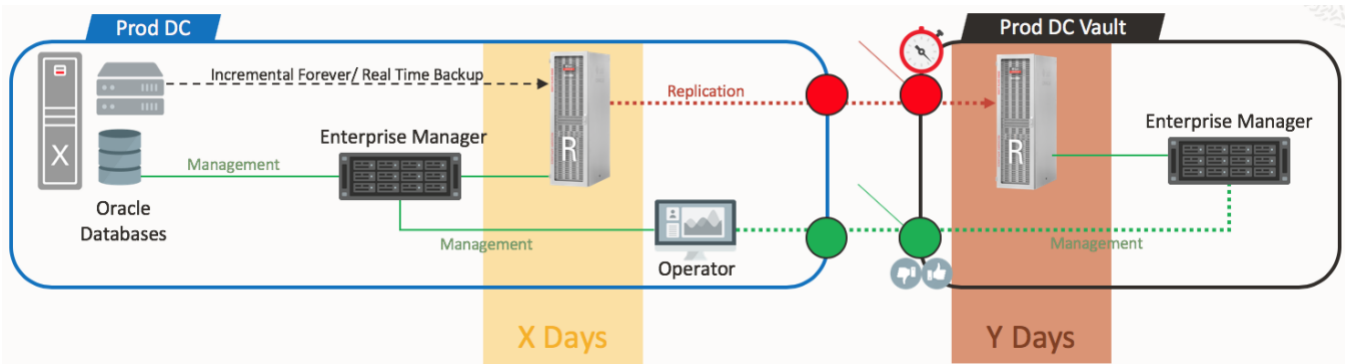 Prod DC
Prod DC Vault
Incremental Forever/ Real Time Backup
Replication
Enterprise Manager
Enterprise Manager
X
R
R
Management
Oracle
Databases
Management
Operator
Management
X Days
Y Days